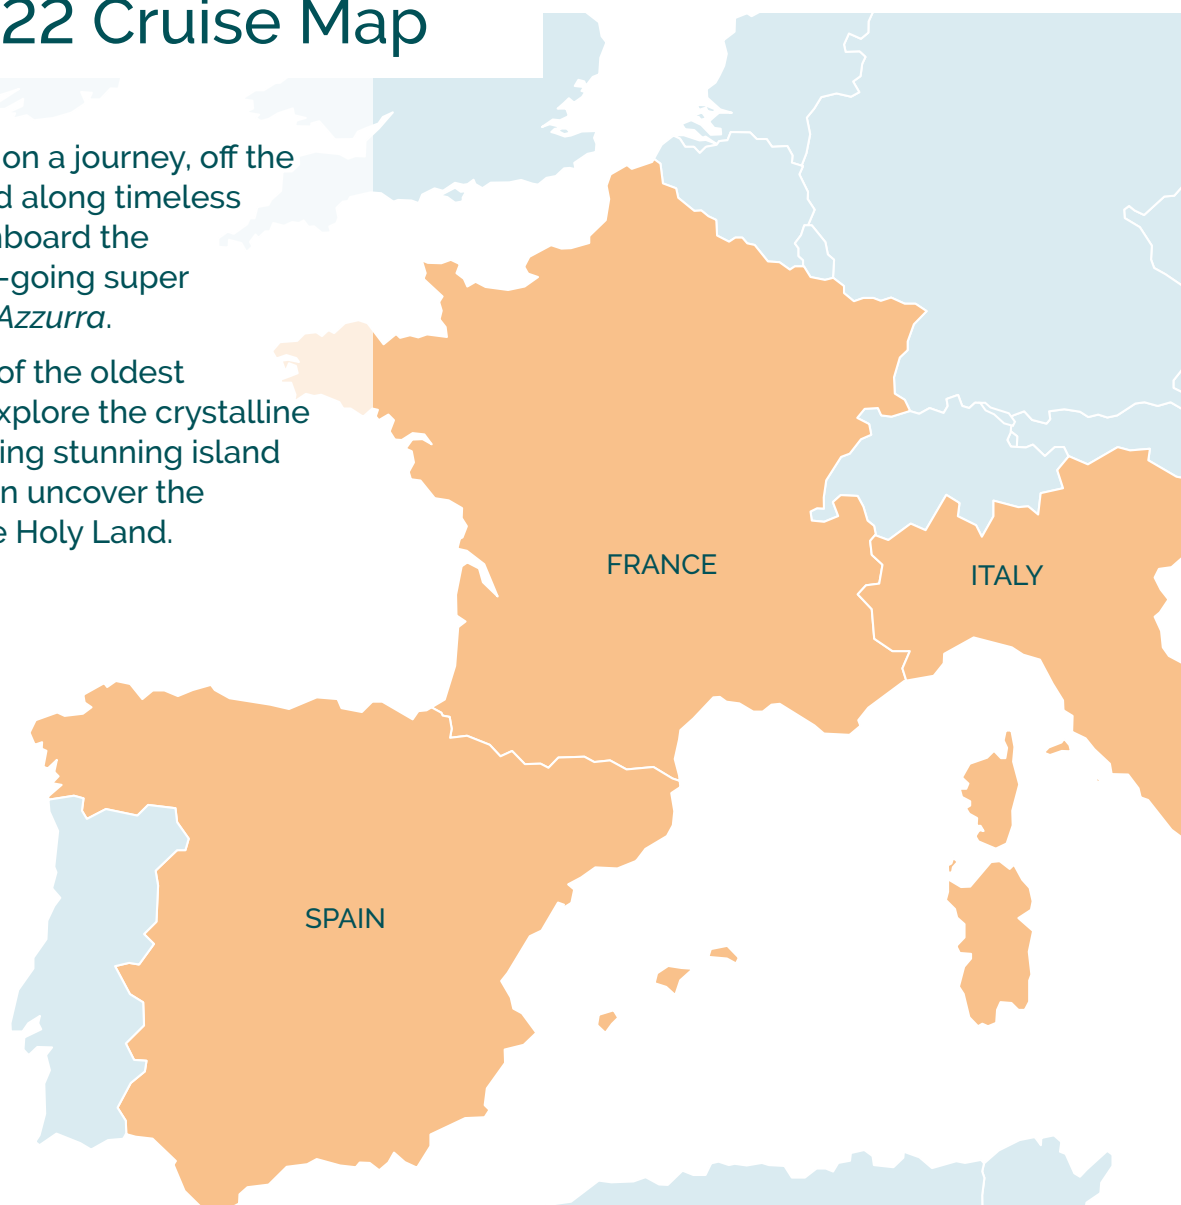 22 Cruise Map
on a journey, off the
d along timeless
board the
-going super
Azzurra.
of the oldest
xplore the crystalline
ing stunning island
n uncover the
e Holy Land.
FRANCE
ITALY
SPAIN